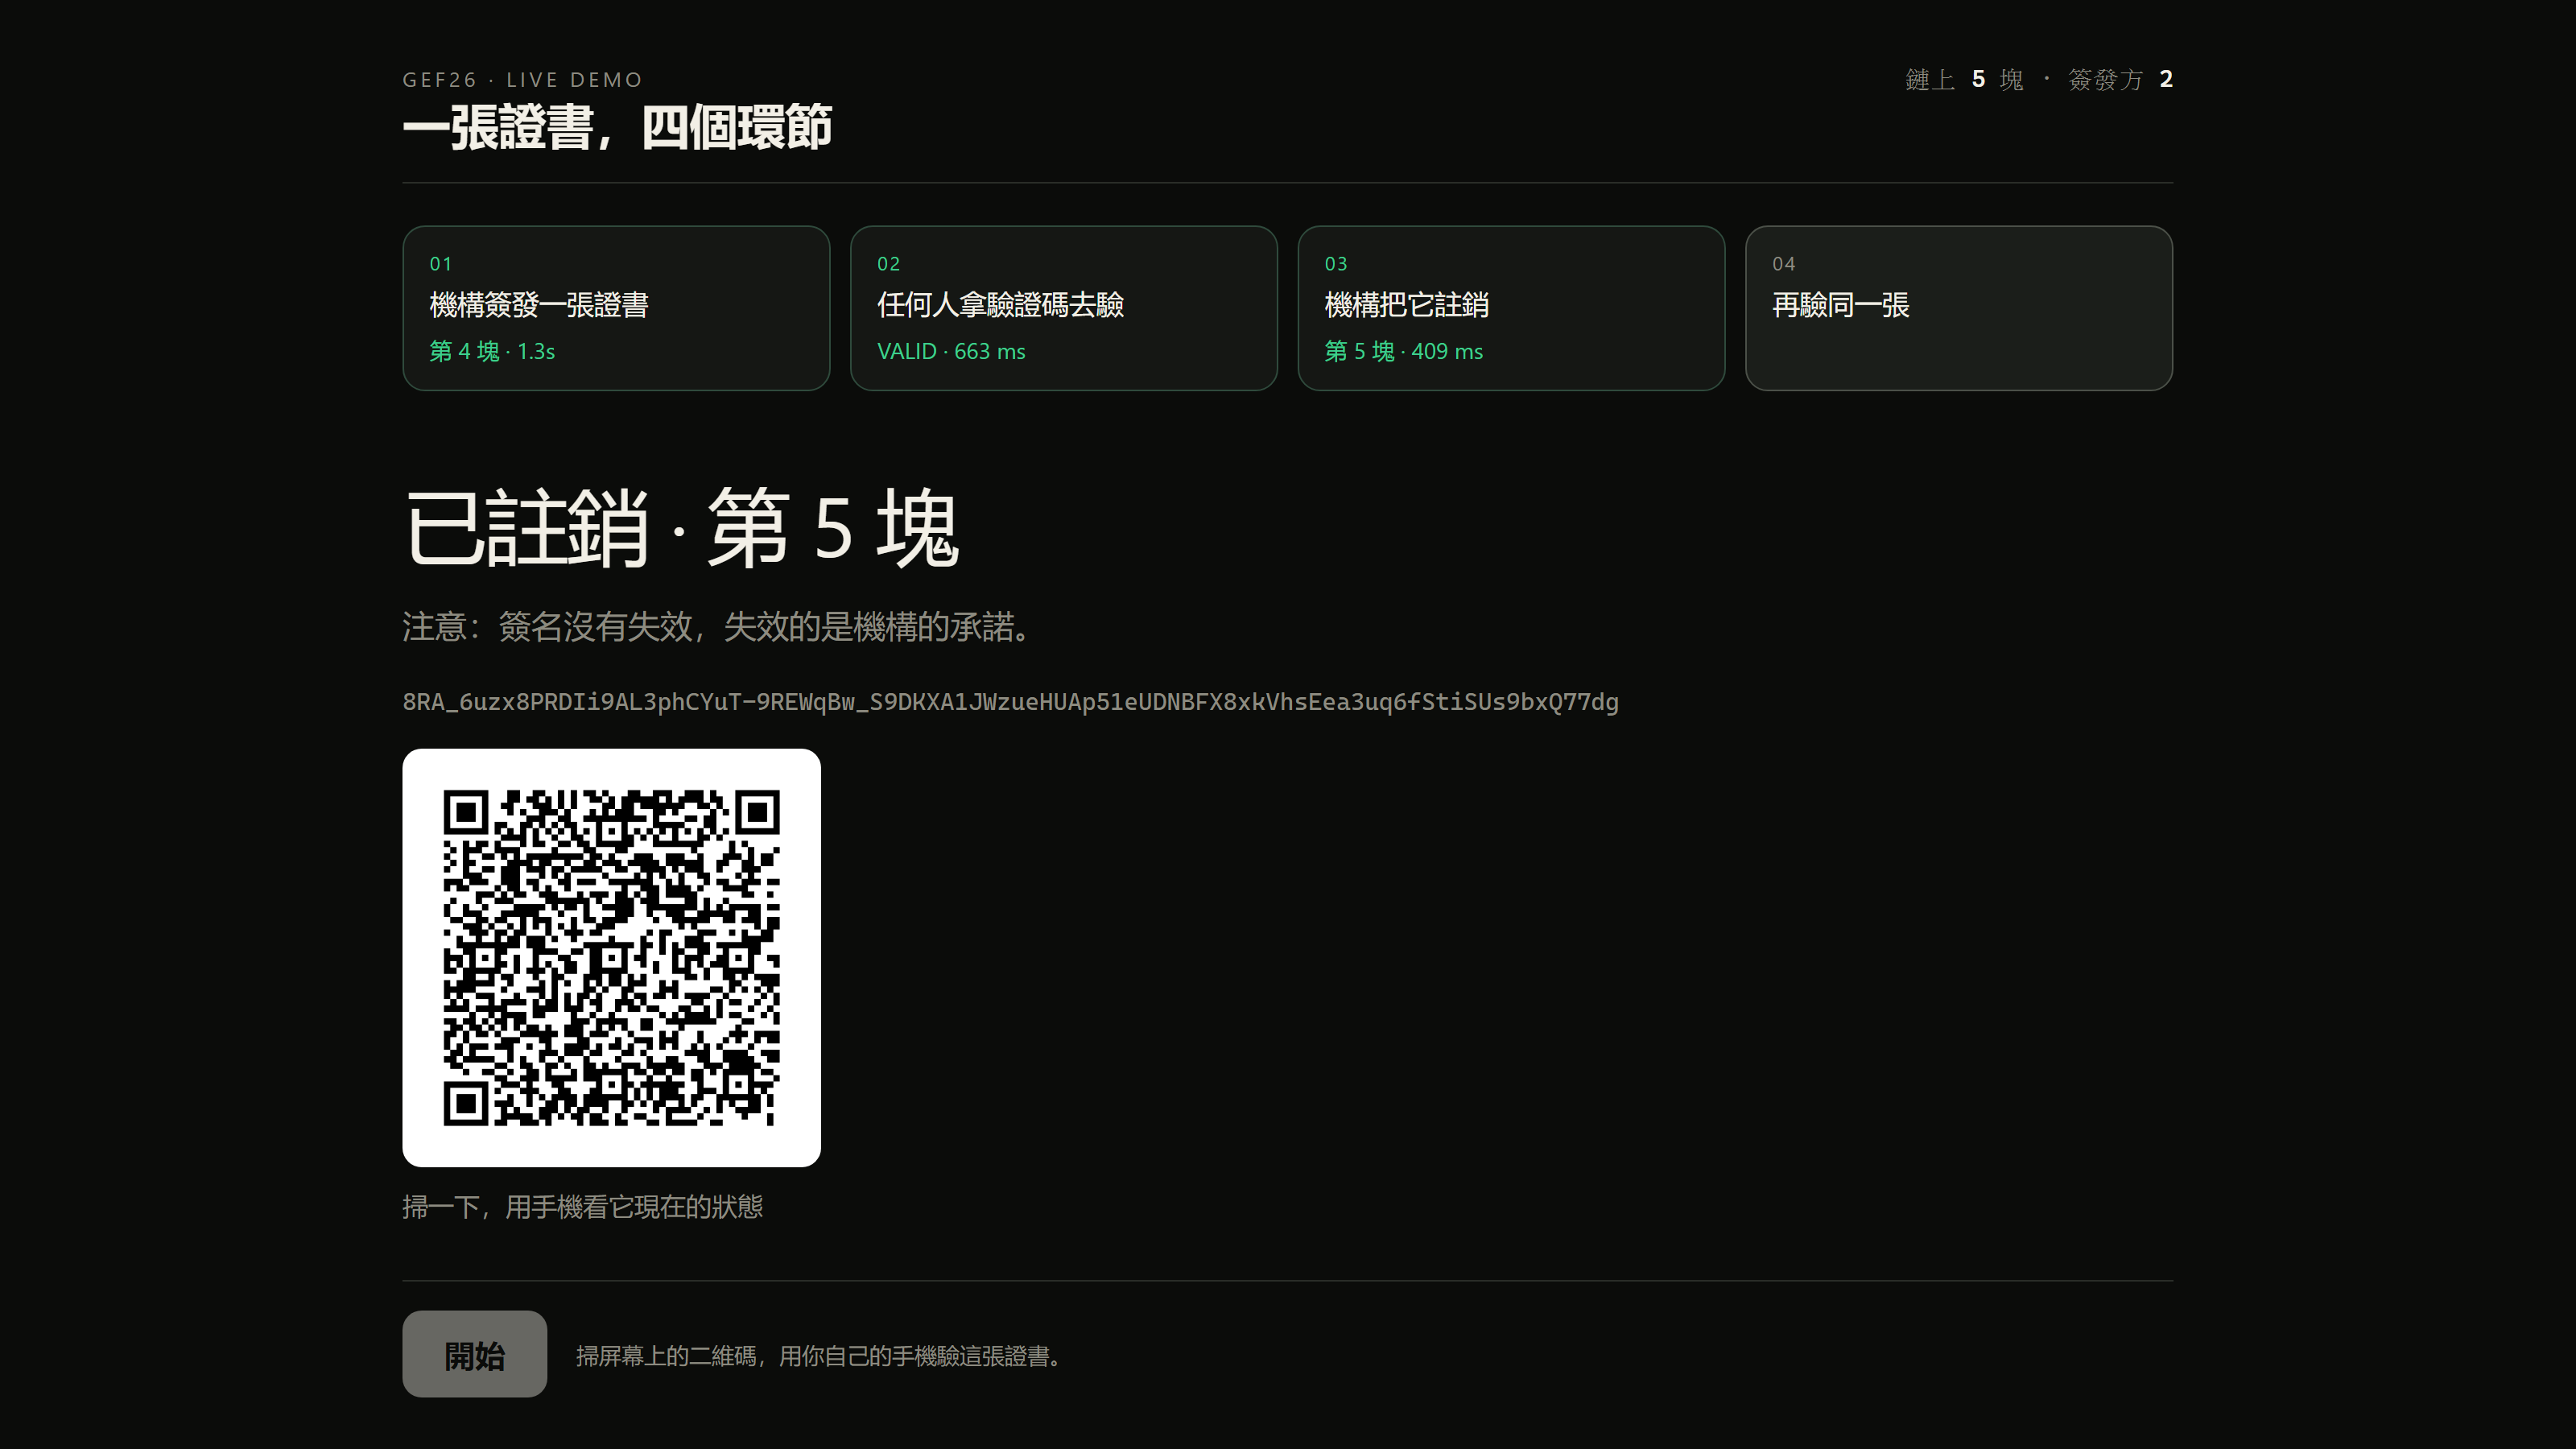 GEF26 · LIVE DEMO
鏈上 5 塊 · 簽發方 2
一張證書，四個環節
01
機構簽發一張證書
第 4 塊 · 1.3s
02
任何人拿驗證碼去驗
VALID · 663 ms
03
機構把它註銷
第 5 塊 · 409 ms
04
再驗同一張
已註銷 · 第 5 塊
注意：簽名沒有失效，失效的是機構的承諾。
8RA_6uzx8PRDIi9AL3phCYuT-9REWqBw_S9DKXA1JWzueHUAp51eUDNBFX8xkVhsEea3uq6fStiSUs9bxQ77dg
掃一下，用手機看它現在的狀態
開始
掃屏幕上的二維碼，用你自己的手機驗這張證書。